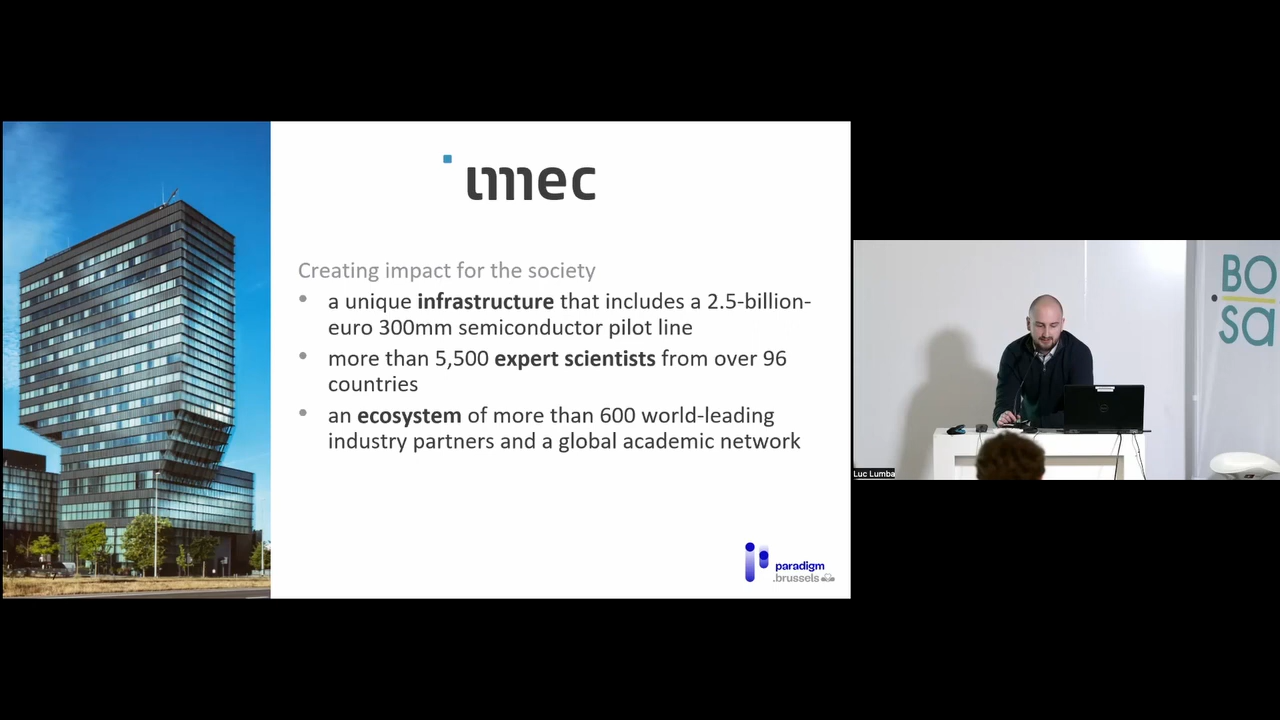 imec
Creating impact for the society
• a unique infrastructure that includes a 2.5-billion-
euro 300mm semiconductor pilot line
• more than 5,500 expert scientists from over 96
countries
• an ecosystem of more than 600 world-leading
industry partners and a global academic network
paradigm
.brussels
BO
sa
Luc Lumba